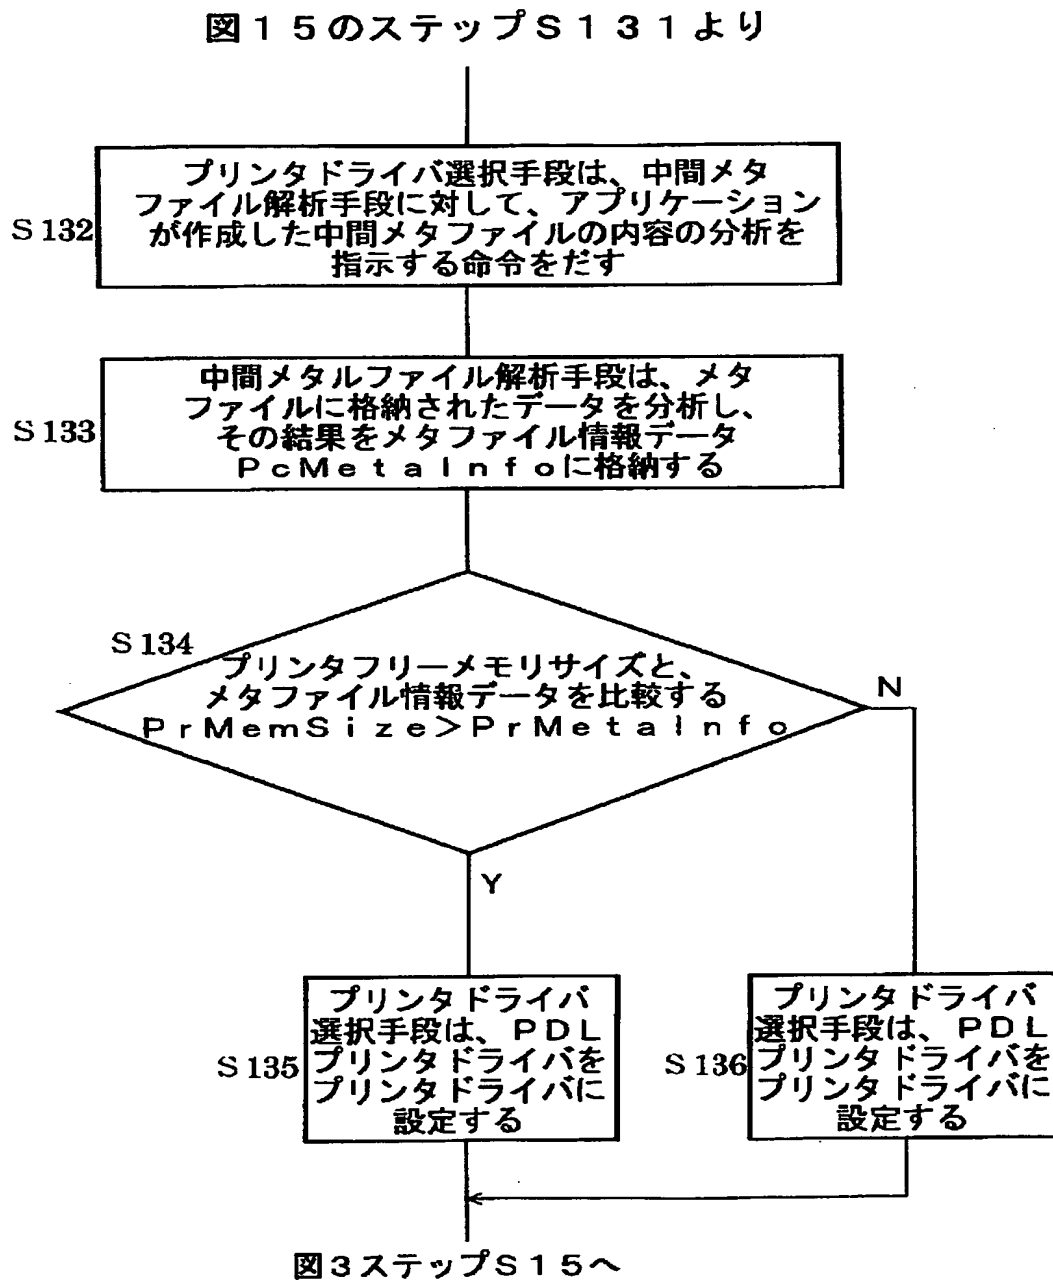 図１５のステップＳ１３１より
プリンタドライバ選択手段は、中間メタ
ファイル解析手段に対して、アプリケーション
が作成した中間メタファイルの内容の分析を
指示する命令をだす
Ｓ132
中間メタルファイル解析手段は、メタ
ファイルに格納されたデータを分析し、
その結果をメタファイル情報データ
ＰｃＭｅｔａＩｎｆｏに格納する
Ｓ133
Ｓ134
プリンタフリーメモリサイズと、
メタファイル情報データを比較する
ＰｒＭｅｍＳｉｚｅ＞ＰｒＭｅｔａＩｎｆｏ
Ｎ
Ｙ
プリンタドライバ
選択手段は、ＰＤＬ
プリンタドライバを
プリンタドライバに
設定する
Ｓ135
プリンタドライバ
選択手段は、ＰＤＬ
プリンタドライバを
プリンタドライバに
設定する
Ｓ136
図３ステップＳ１５へ